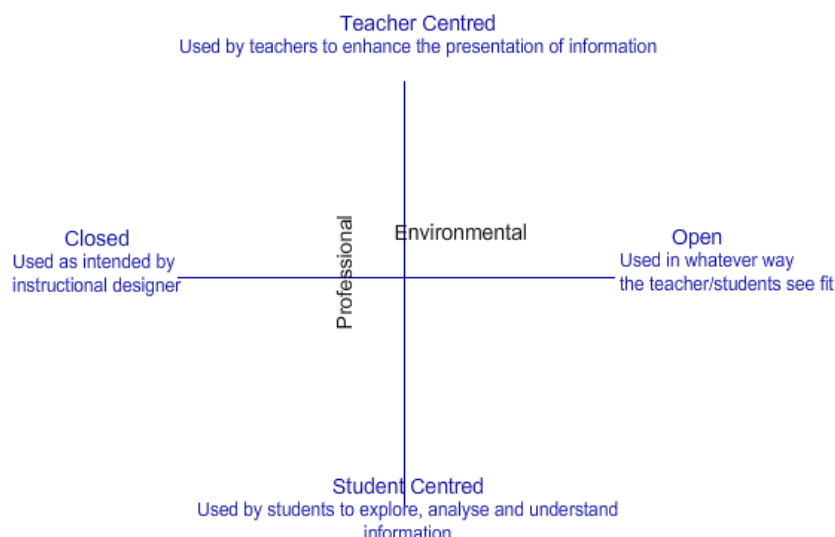 Teacher Centred
Used by teachers to enhance the presentation of information
Professional
Environmental
Closed
Used as intended by
instructional designer
Open
Used in whatever way
the teacher/students see fit
Student Centred
Used by students to explore, analyse and understand
information